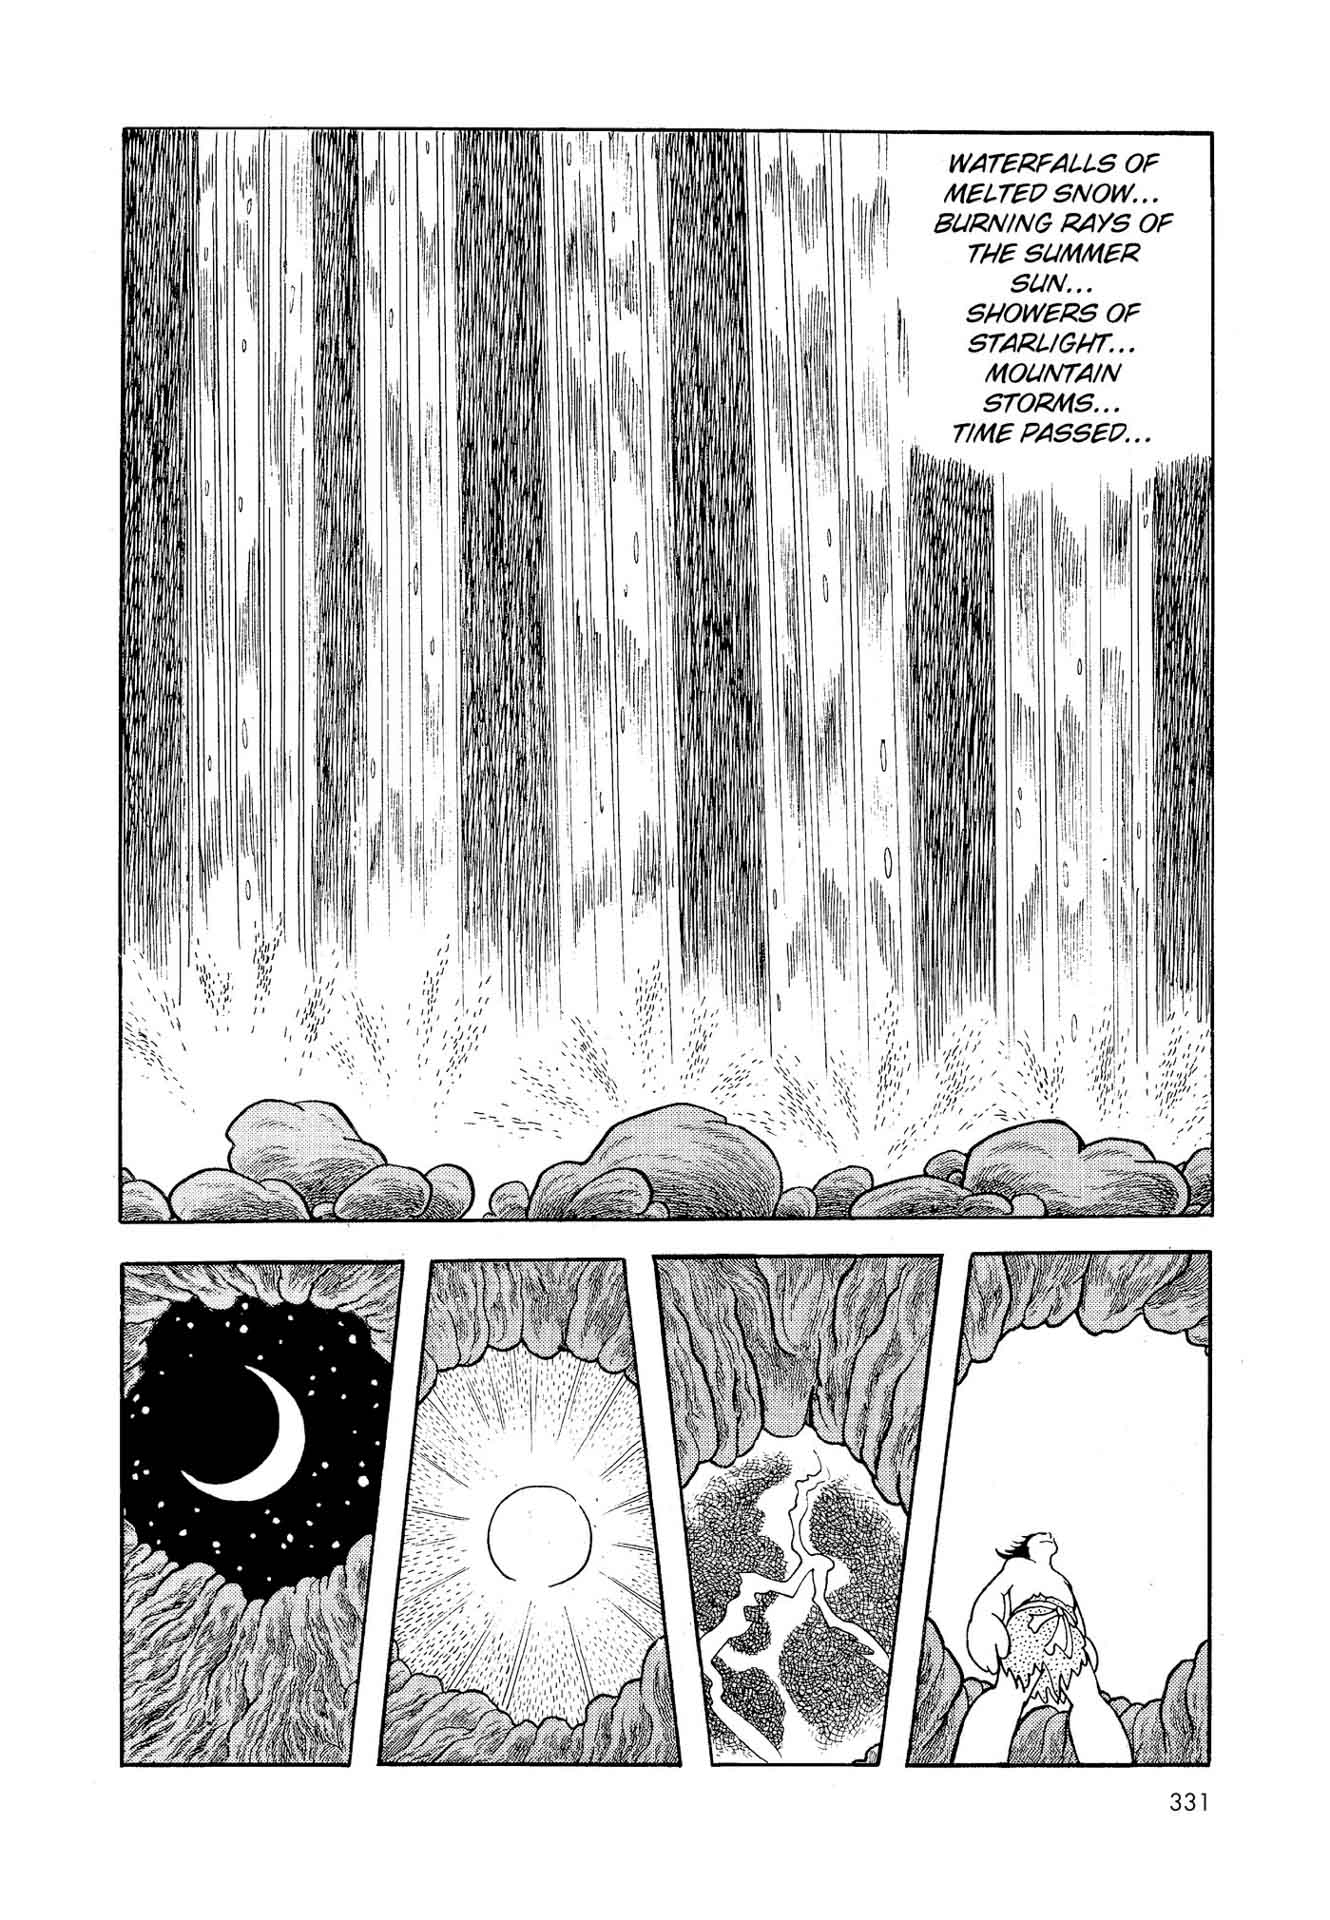 WATERFALLS OF
MELTED SNOW...
BURNING RAYS OF
THE SUMMER
SUN...
SHOWERS OF
STARLIGHT...
MOUNTAIN
STORMS...
TIME PASSED...
331